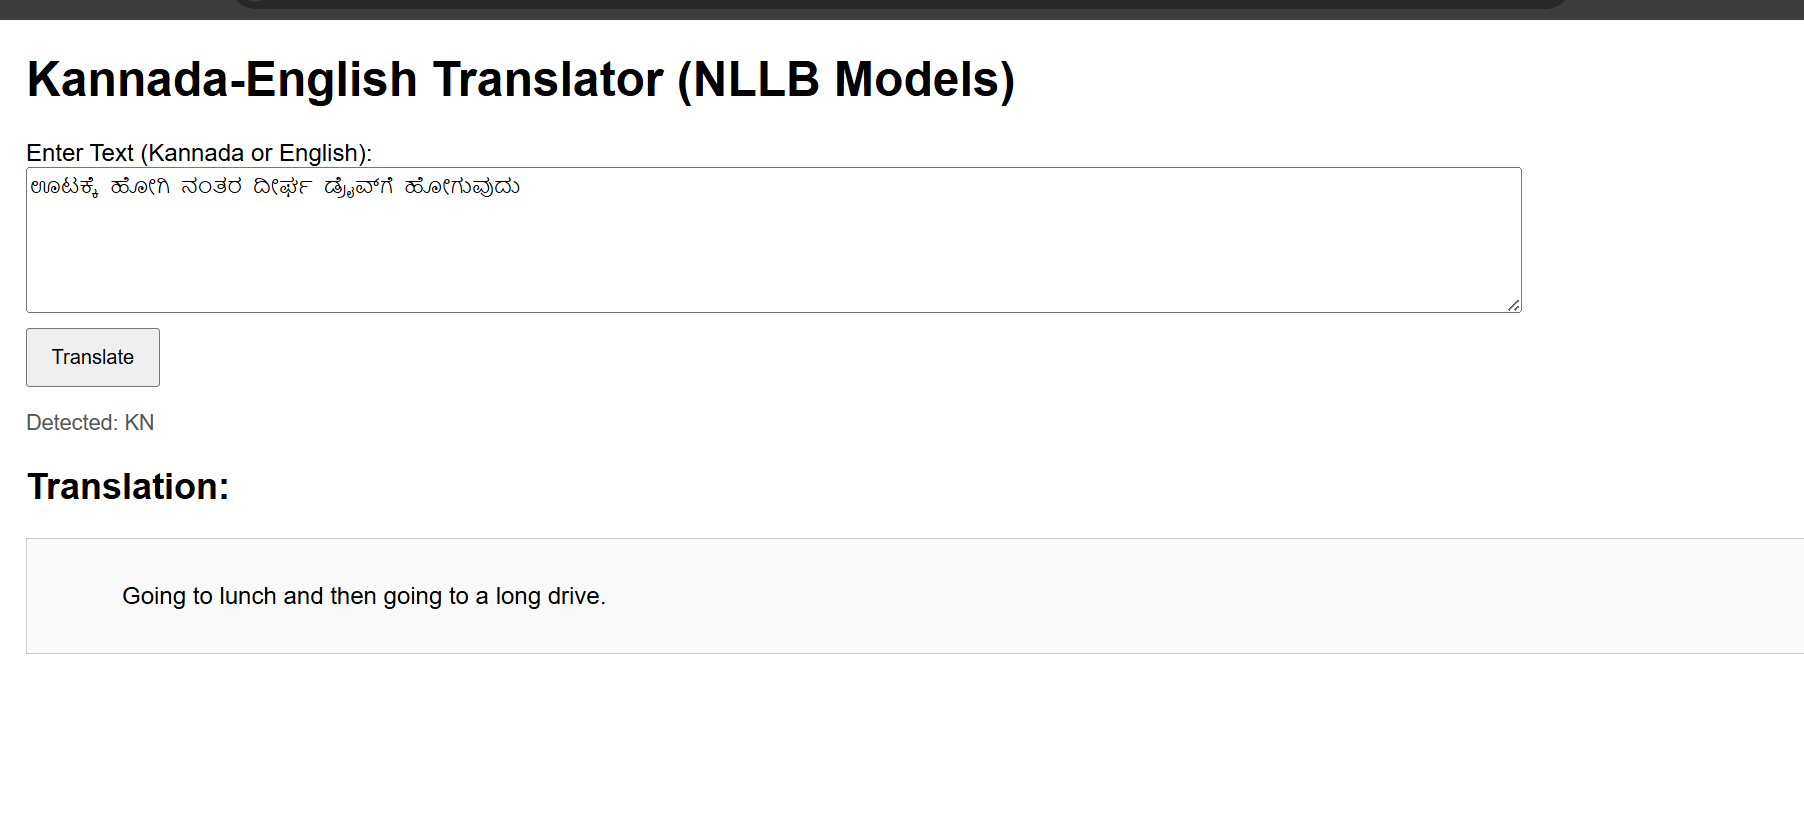 Kannada-English Translator (NLLB Models)
Enter Text (Kannada or English):
ಊಟಕ್ಕೆ ಹೋಗಿ ನಂತರ ದೀರ್ಘ ಡ್ರೈವ್‌ಗೆ ಹೋಗುವುದು
Translate
Detected: KN
Translation:
Going to lunch and then going to a long drive.